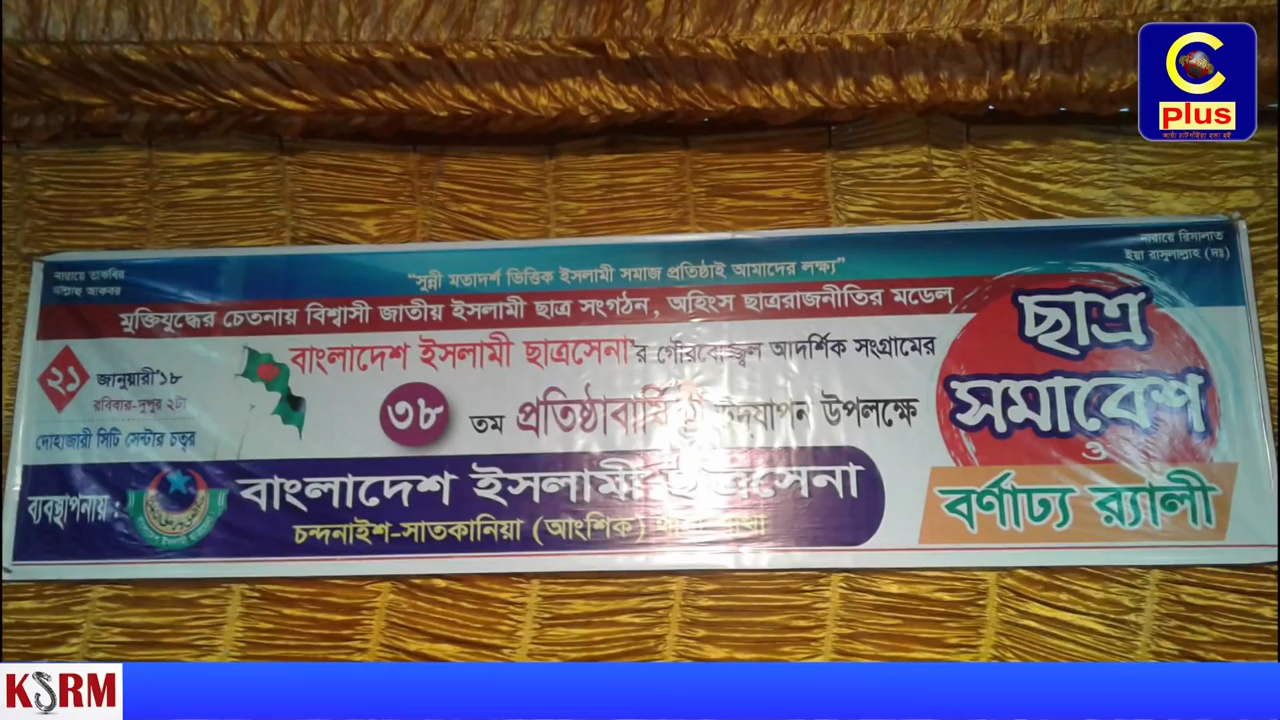 C
plus
নারায়ে তাকবির
আল্লাহু আকবর
"সুন্নী মতাদর্শ ভিত্তিক ইসলামী সমাজ প্রতিষ্ঠাই আমাদের লক্ষ্য"
নারায়ে রিসালাত
ইয়া রাসুলাল্লাহ (দঃ)
মুক্তিযুদ্ধের চেতনায় বিশ্বাসী জাতীয় ইসলামী ছাত্র সংগঠন, অহিংস ছাত্ররাজনীতির মডেল
বাংলাদেশ ইসলামী ছাত্রসেনা'র গৌরবোজ্জ্বল আদর্শিক সংগ্রামের
৩৮ তম প্রতিষ্ঠাবার্ষিকী উদযাপন উপলক্ষে
২১ জানুয়ারী'১৮
রবিবার-দুপুর ২টা
দোহাজারী সিটি সেন্টার চত্বর
ছাত্র
সমাবেশ
ও
বর্ণাঢ্য র‍্যালী
ব্যবস্থাপনায় :
বাংলাদেশ ইসলামী ছাত্রসেনা
চন্দনাইশ-সাতকানিয়া (আংশিক) থানা শাখা
KSRM